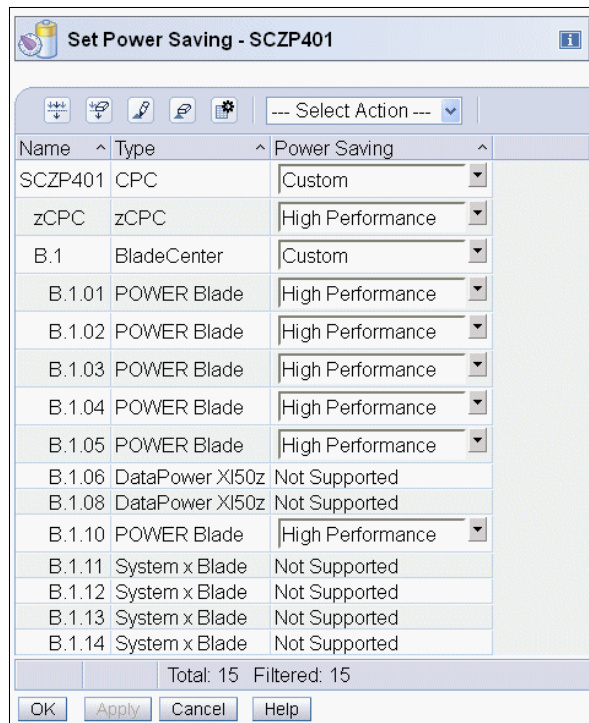 Set Power Saving - SCZP401
i
--- Select Action ---
Name Type Power Saving
SCZP401 CPC Custom
zCPC zCPC High Performance
B.1 BladeCenter Custom
B.1.01 POWER Blade High Performance
B.1.02 POWER Blade High Performance
B.1.03 POWER Blade High Performance
B.1.04 POWER Blade High Performance
B.1.05 POWER Blade High Performance
B.1.06 DataPower XI50z Not Supported
B.1.08 DataPower XI50z Not Supported
B.1.10 POWER Blade High Performance
B.1.11 System x Blade Not Supported
B.1.12 System x Blade Not Supported
B.1.13 System x Blade Not Supported
B.1.14 System x Blade Not Supported
Total: 15 Filtered: 15
OK Apply Cancel Help